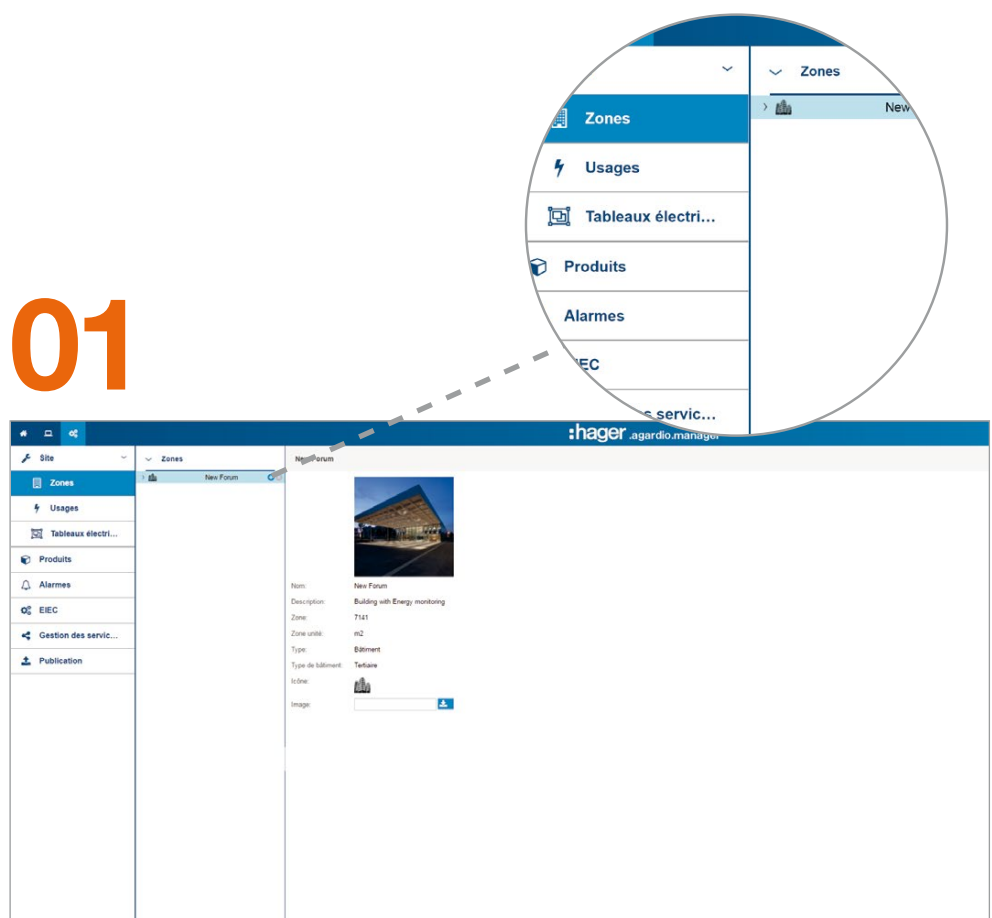 Zones
New
Zones
Usages
Tableaux électri...
Produits
Alarmes
EC
s servic...
01
:hager .agardio.manager
Site
Zones
Usages
Tableaux électri...
Produits
Alarmes
EIEC
Gestion des servic...
Publication
Zones
New Forum
New Forum
Nom:
New Forum
Description:
Building with Energy monitoring
Zone:
7141
Zone unité:
m2
Type:
Bâtiment
Type de bâtiment:
Tertiaire
Icône:
Image: